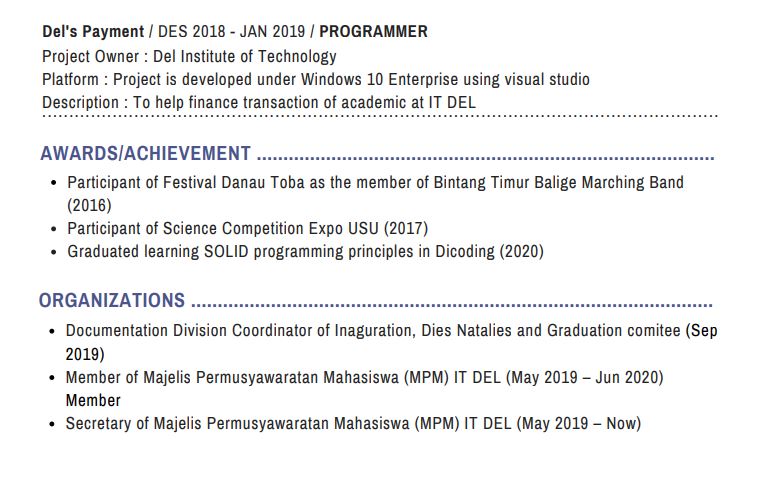 Del's Payment / DES 2018 - JAN 2019 / PROGRAMMER
Project Owner : Del Institute of Technology
Platform : Project is developed under Windows 10 Enterprise using visual studio
Description : To help finance transaction of academic at IT DEL
AWARDS/ACHIEVEMENT
• Participant of Festival Danau Toba as the member of Bintang Timur Balige Marching Band
(2016)
• Participant of Science Competition Expo USU (2017)
• Graduated learning SOLID programming principles in Dicoding (2020)
ORGANIZATIONS
• Documentation Division Coordinator of Inaguration, Dies Natalies and Graduation comitee (Sep
2019)
• Member of Majelis Permusyawaratan Mahasiswa (MPM) IT DEL (May 2019 – Jun 2020)
Member
• Secretary of Majelis Permusyawaratan Mahasiswa (MPM) IT DEL (May 2019 – Now)